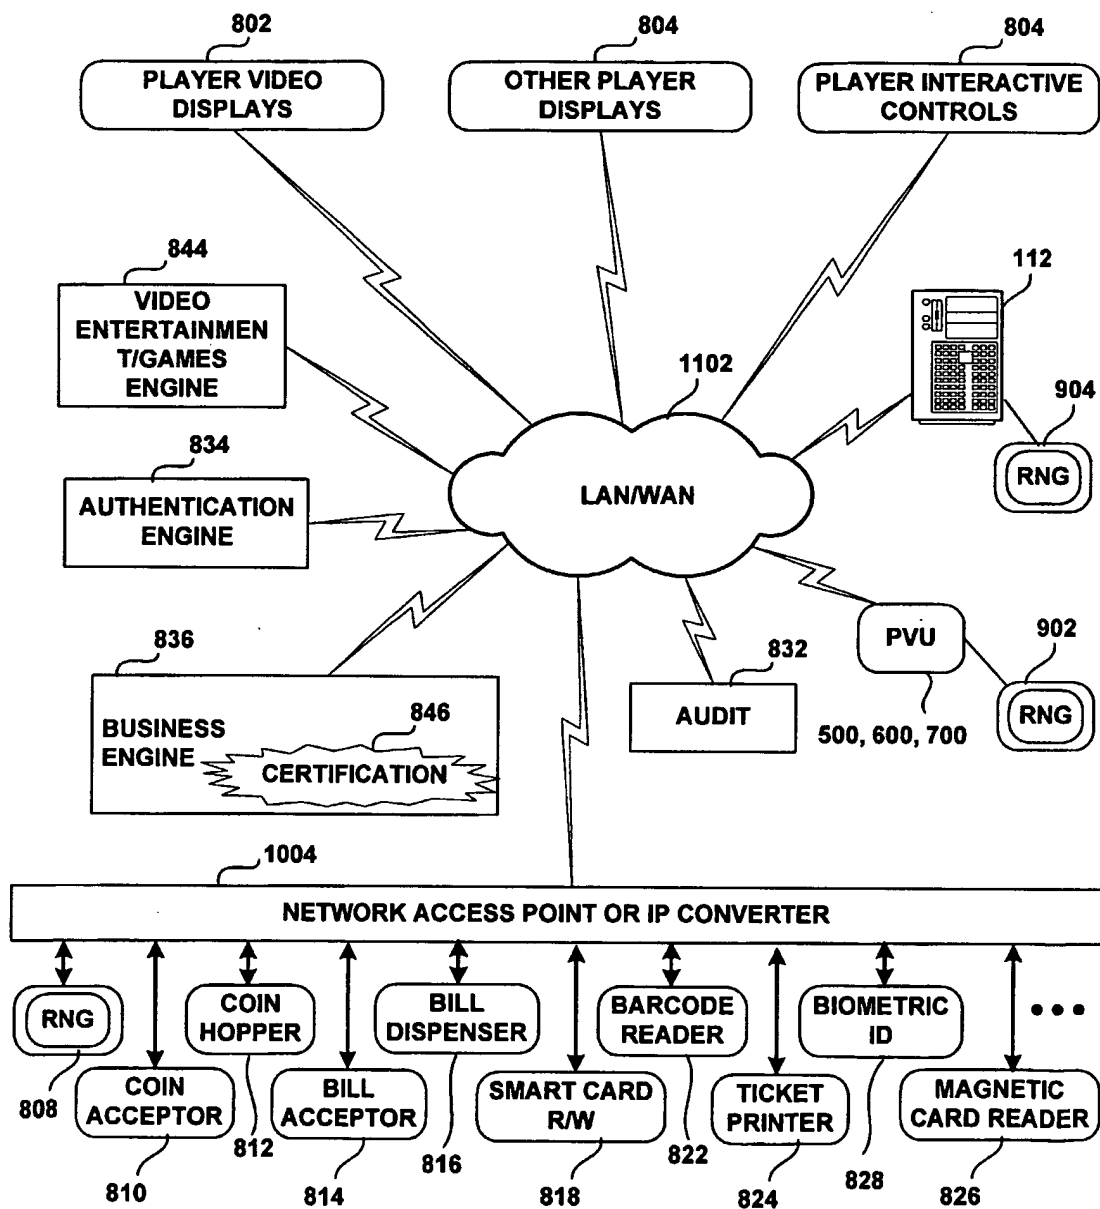 802
804
804
PLAYER VIDEO
DISPLAYS
OTHER PLAYER
DISPLAYS
PLAYER INTERACTIVE
CONTROLS
844
VIDEO
ENTERTAINMEN
T/GAMES
ENGINE
112
1102
904
RNG
834
AUTHENTICATION
ENGINE
LAN/WAN
836
BUSINESS
ENGINE
846
CERTIFICATION
832
AUDIT
PVU
500, 600, 700
902
RNG
1004
NETWORK ACCESS POINT OR IP CONVERTER
RNG
808
COIN
ACCEPTOR
810
COIN
HOPPER
812
BILL
ACCEPTOR
814
BILL
DISPENSER
816
SMART CARD
R/W
818
BARCODE
READER
822
TICKET
PRINTER
824
BIOMETRIC
ID
828
MAGNETIC
CARD READER
826